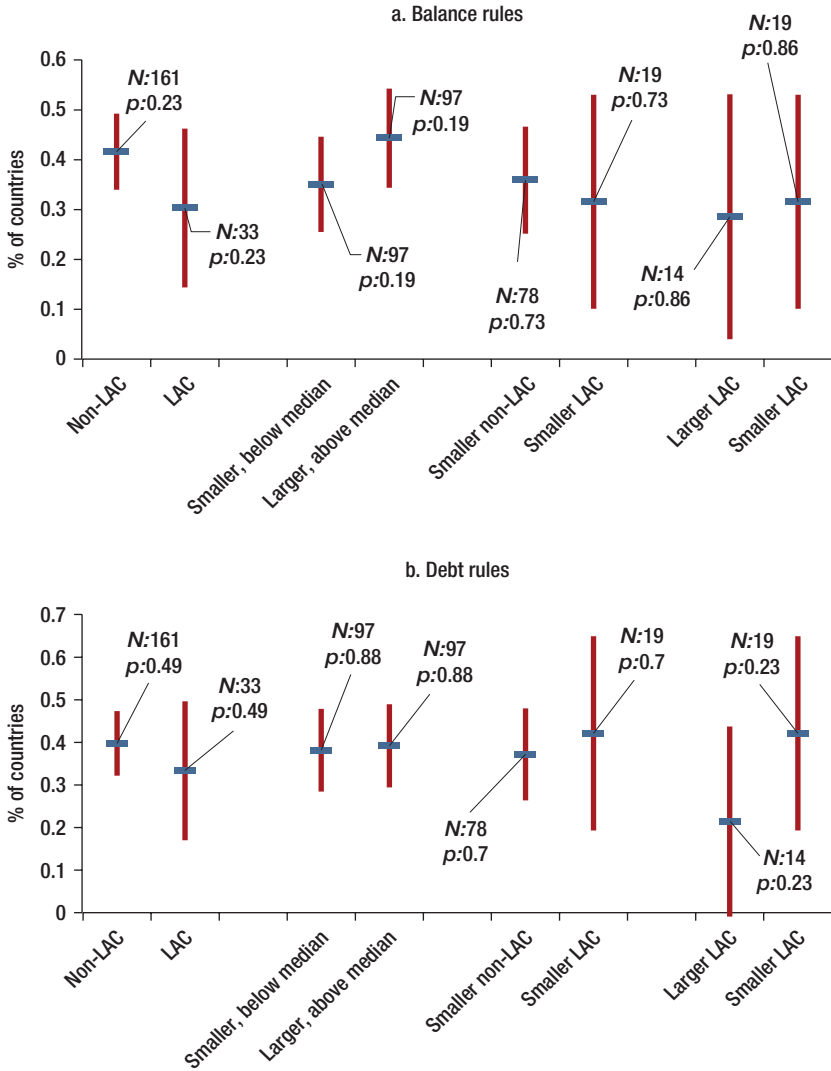 a. Balance rules
% of countries
0.6
0.5
0.4
0.3
0.2
0.1
0
N:161
p:0.23
N:33
p:0.23
N:97
p:0.19
N:97
p:0.19
N:78
p:0.73
N:19
p:0.73
N:14
p:0.86
N:19
p:0.86
Non-LAC
LAC
Smaller, below median
Larger, above median
Smaller non-LAC
Smaller LAC
Larger LAC
Smaller LAC
b. Debt rules
% of countries
0.7
0.6
0.5
0.4
0.3
0.2
0.1
0
N:161
p:0.49
N:33
p:0.49
N:97
p:0.88
N:97
p:0.88
N:78
p:0.7
N:19
p:0.7
N:14
p:0.23
N:19
p:0.23
Non-LAC
LAC
Smaller, below median
Larger, above median
Smaller non-LAC
Smaller LAC
Larger LAC
Smaller LAC